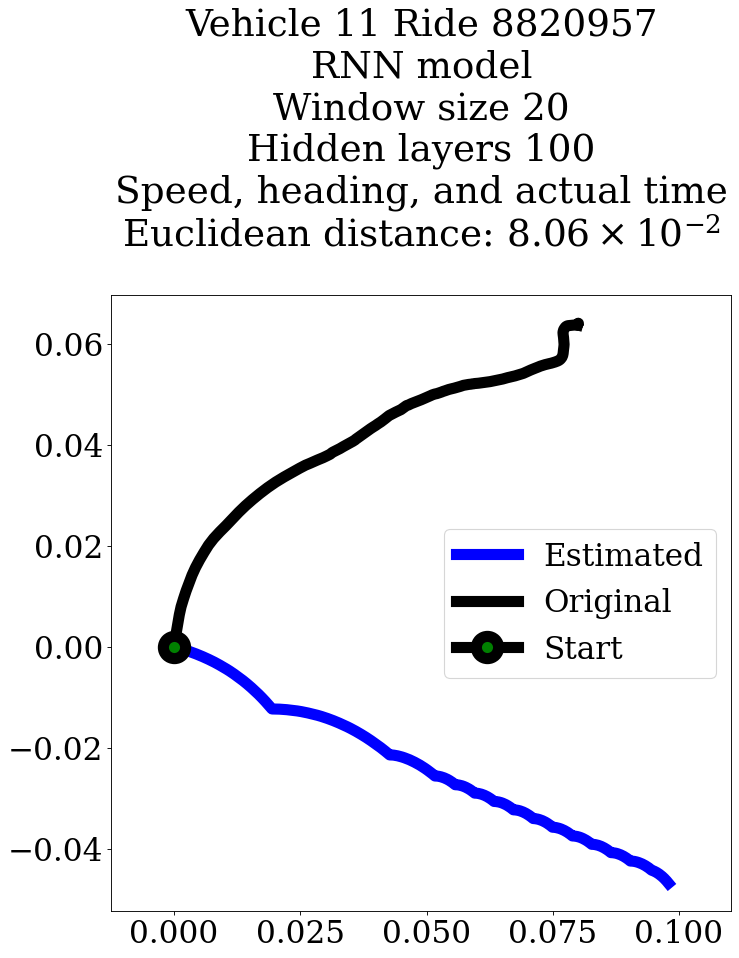 Vehicle 11 Ride 8820957
RNN model
Window size 20
Hidden layers 100
Speed, heading, and actual time
Euclidean distance: 8.06 × 10⁻²
0.06
0.04
0.02
0.00
−0.02
−0.04
Estimated
Original
Start
0.000 0.025 0.050 0.075 0.100